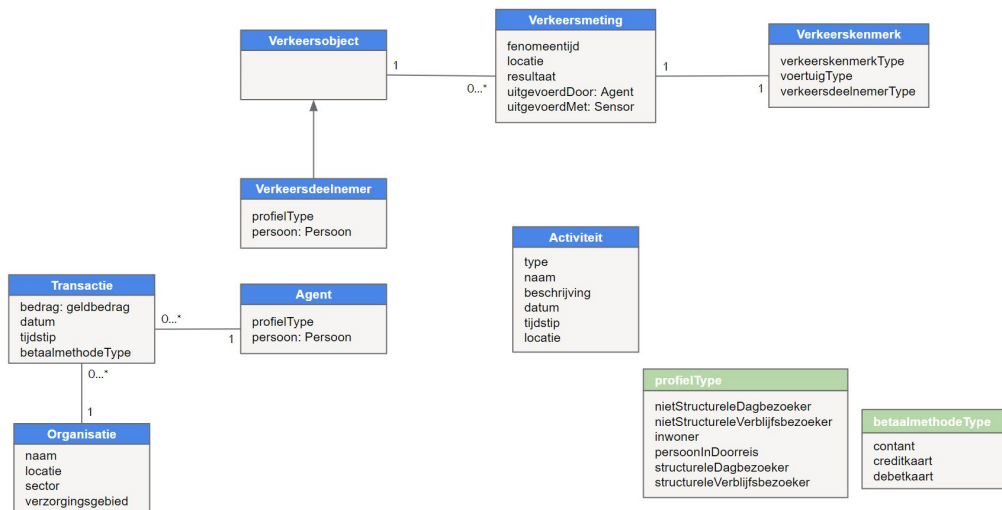 Verkeersobject
Verkeersmeting
fenomeentijd
locatie
resultaat
uitgevoerdDoor: Agent
uitgevoerdMet: Sensor
Verkeerskenmerk
verkeerskenmerkType
voertuigType
verkeersdeelnemerType
1
0...*
1
1
Verkeersdeelnemer
profielType
persoon: Persoon
Activiteit
type
naam
beschrijving
datum
tijdstip
locatie
Transactie
bedrag: geldbedrag
datum
tijdstip
betaalmethodeType
0...*
1
Agent
profielType
persoon: Persoon
0...*
1
Organisatie
naam
locatie
sector
verzorgingsgebied
profielType
nietStructureleDagbezoeker
nietStructureleVerblijfsbezoeker
inwoner
persoonInDoorreis
structureleDagbezoeker
structureleVerblijfsbezoeker
betaalmethodeType
contant
creditkaart
debetkaart